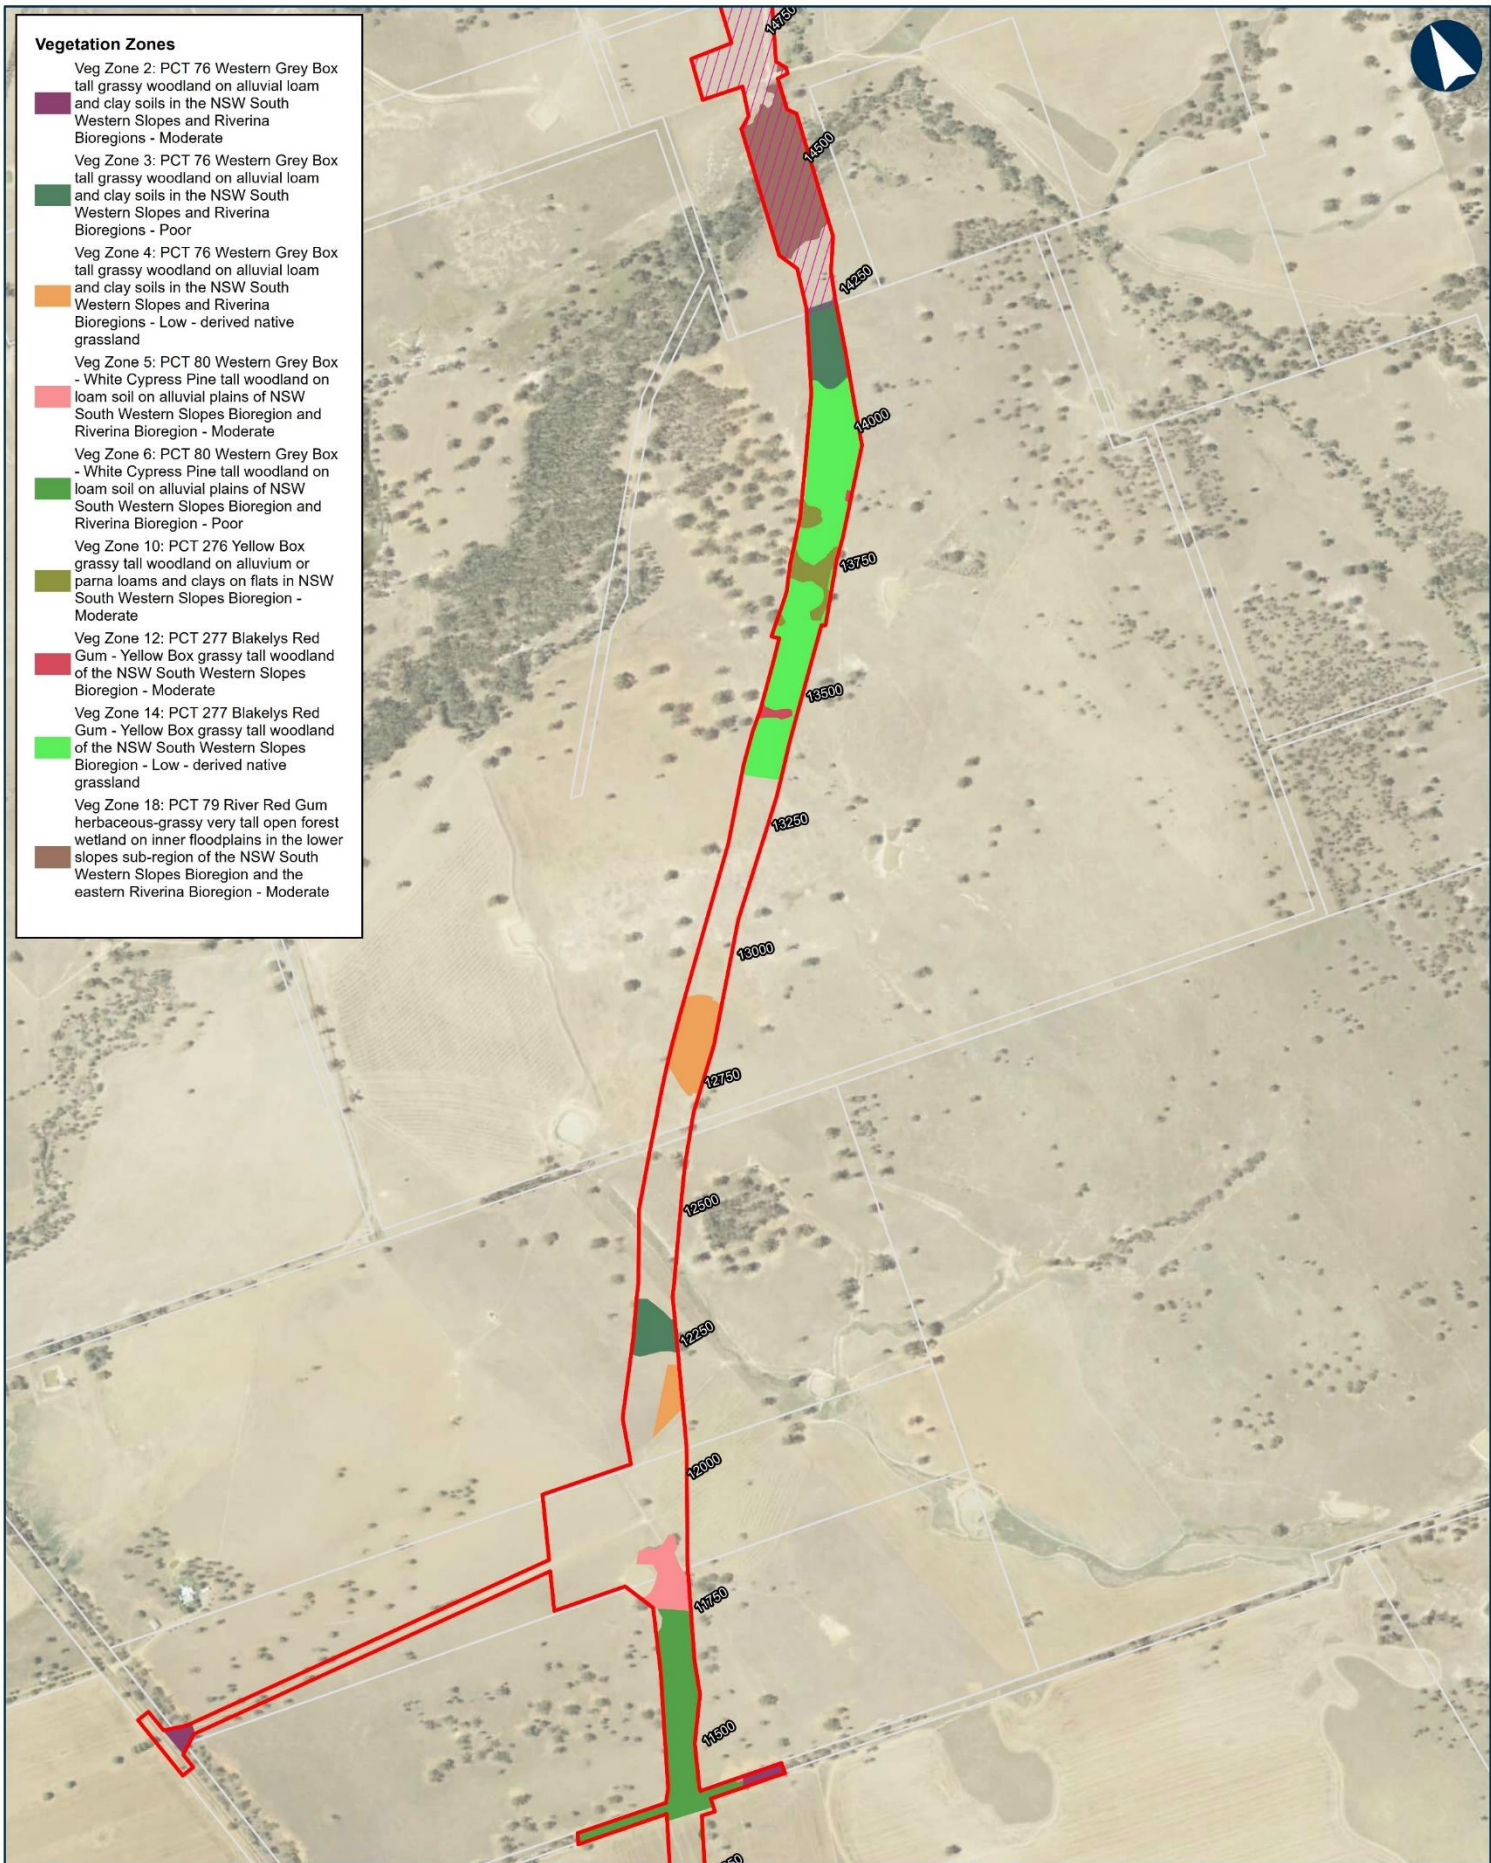 Vegetation Zones
Veg Zone 2: PCT 76 Western Grey Box
tall grassy woodland on alluvial loam
and clay soils in the NSW South
Western Slopes and Riverina
Bioregions - Moderate
Veg Zone 3: PCT 76 Western Grey Box
tall grassy woodland on alluvial loam
and clay soils in the NSW South
Western Slopes and Riverina
Bioregions - Poor
Veg Zone 4: PCT 76 Western Grey Box
tall grassy woodland on alluvial loam
and clay soils in the NSW South
Western Slopes and Riverina
Bioregions - Low - derived native
grassland
Veg Zone 5: PCT 80 Western Grey Box
- White Cypress Pine tall woodland on
loam soil on alluvial plains of NSW
South Western Slopes Bioregion and
Riverina Bioregion - Moderate
Veg Zone 6: PCT 80 Western Grey Box
- White Cypress Pine tall woodland on
loam soil on alluvial plains of NSW
South Western Slopes Bioregion and
Riverina Bioregion - Poor
Veg Zone 10: PCT 276 Yellow Box
grassy tall woodland on alluvium or
parna loams and clays on flats in NSW
South Western Slopes Bioregion -
Moderate
Veg Zone 12: PCT 277 Blakelys Red
Gum - Yellow Box grassy tall woodland
of the NSW South Western Slopes
Bioregion - Moderate
Veg Zone 14: PCT 277 Blakelys Red
Gum - Yellow Box grassy tall woodland
of the NSW South Western Slopes
Bioregion - Low - derived native
grassland
Veg Zone 18: PCT 79 River Red Gum
herbaceous-grassy very tall open forest
wetland on inner floodplains in the lower
slopes sub-region of the NSW South
Western Slopes Bioregion and the
eastern Riverina Bioregion - Moderate
14750
14500
14250
14000
13750
13500
13250
13000
12750
12500
12250
12000
11750
11500